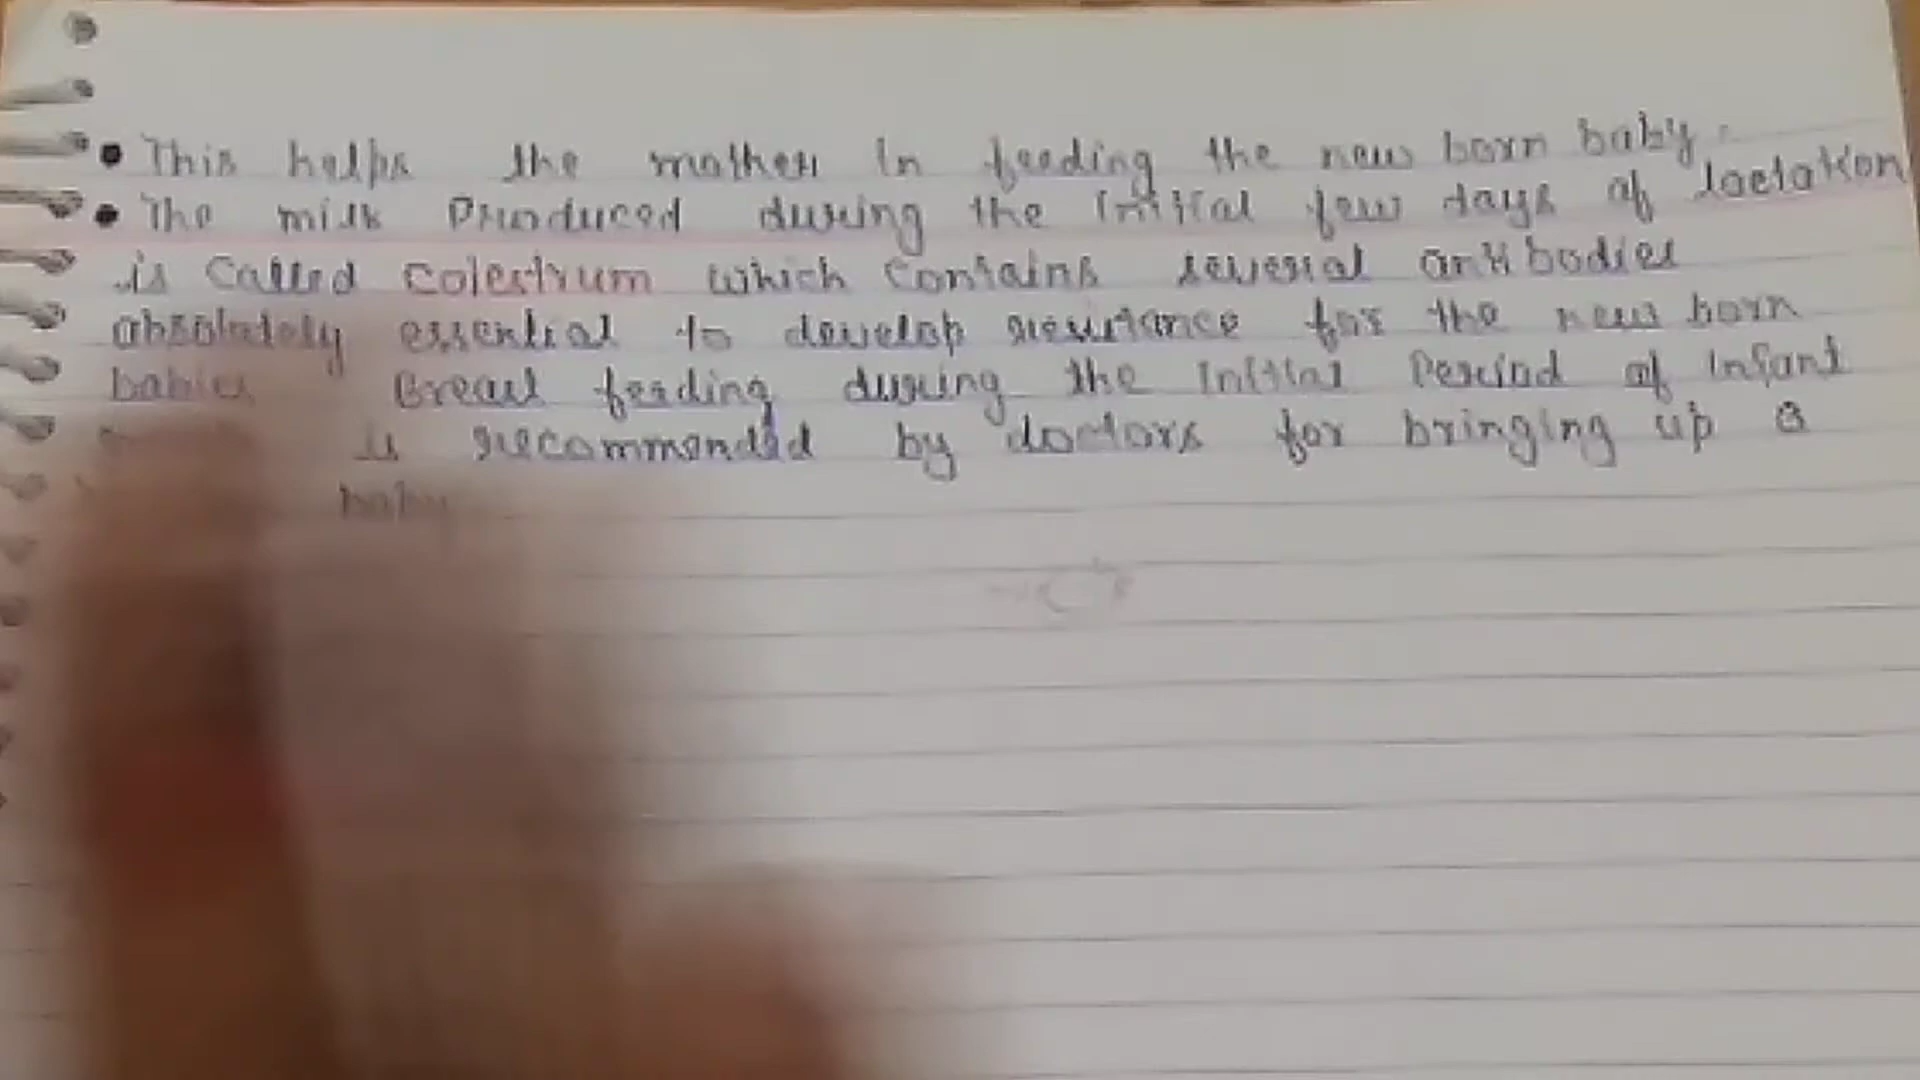 • This helps the mother in feeding the new born baby.
• The milk Produced during the initial few days of lactation
is called colestrum which contains several antibodies
absolutely essential to develop resistance for the new born
babies Breast feeding during the initial Period of infant
is recommended by doctors for bringing up a
baby